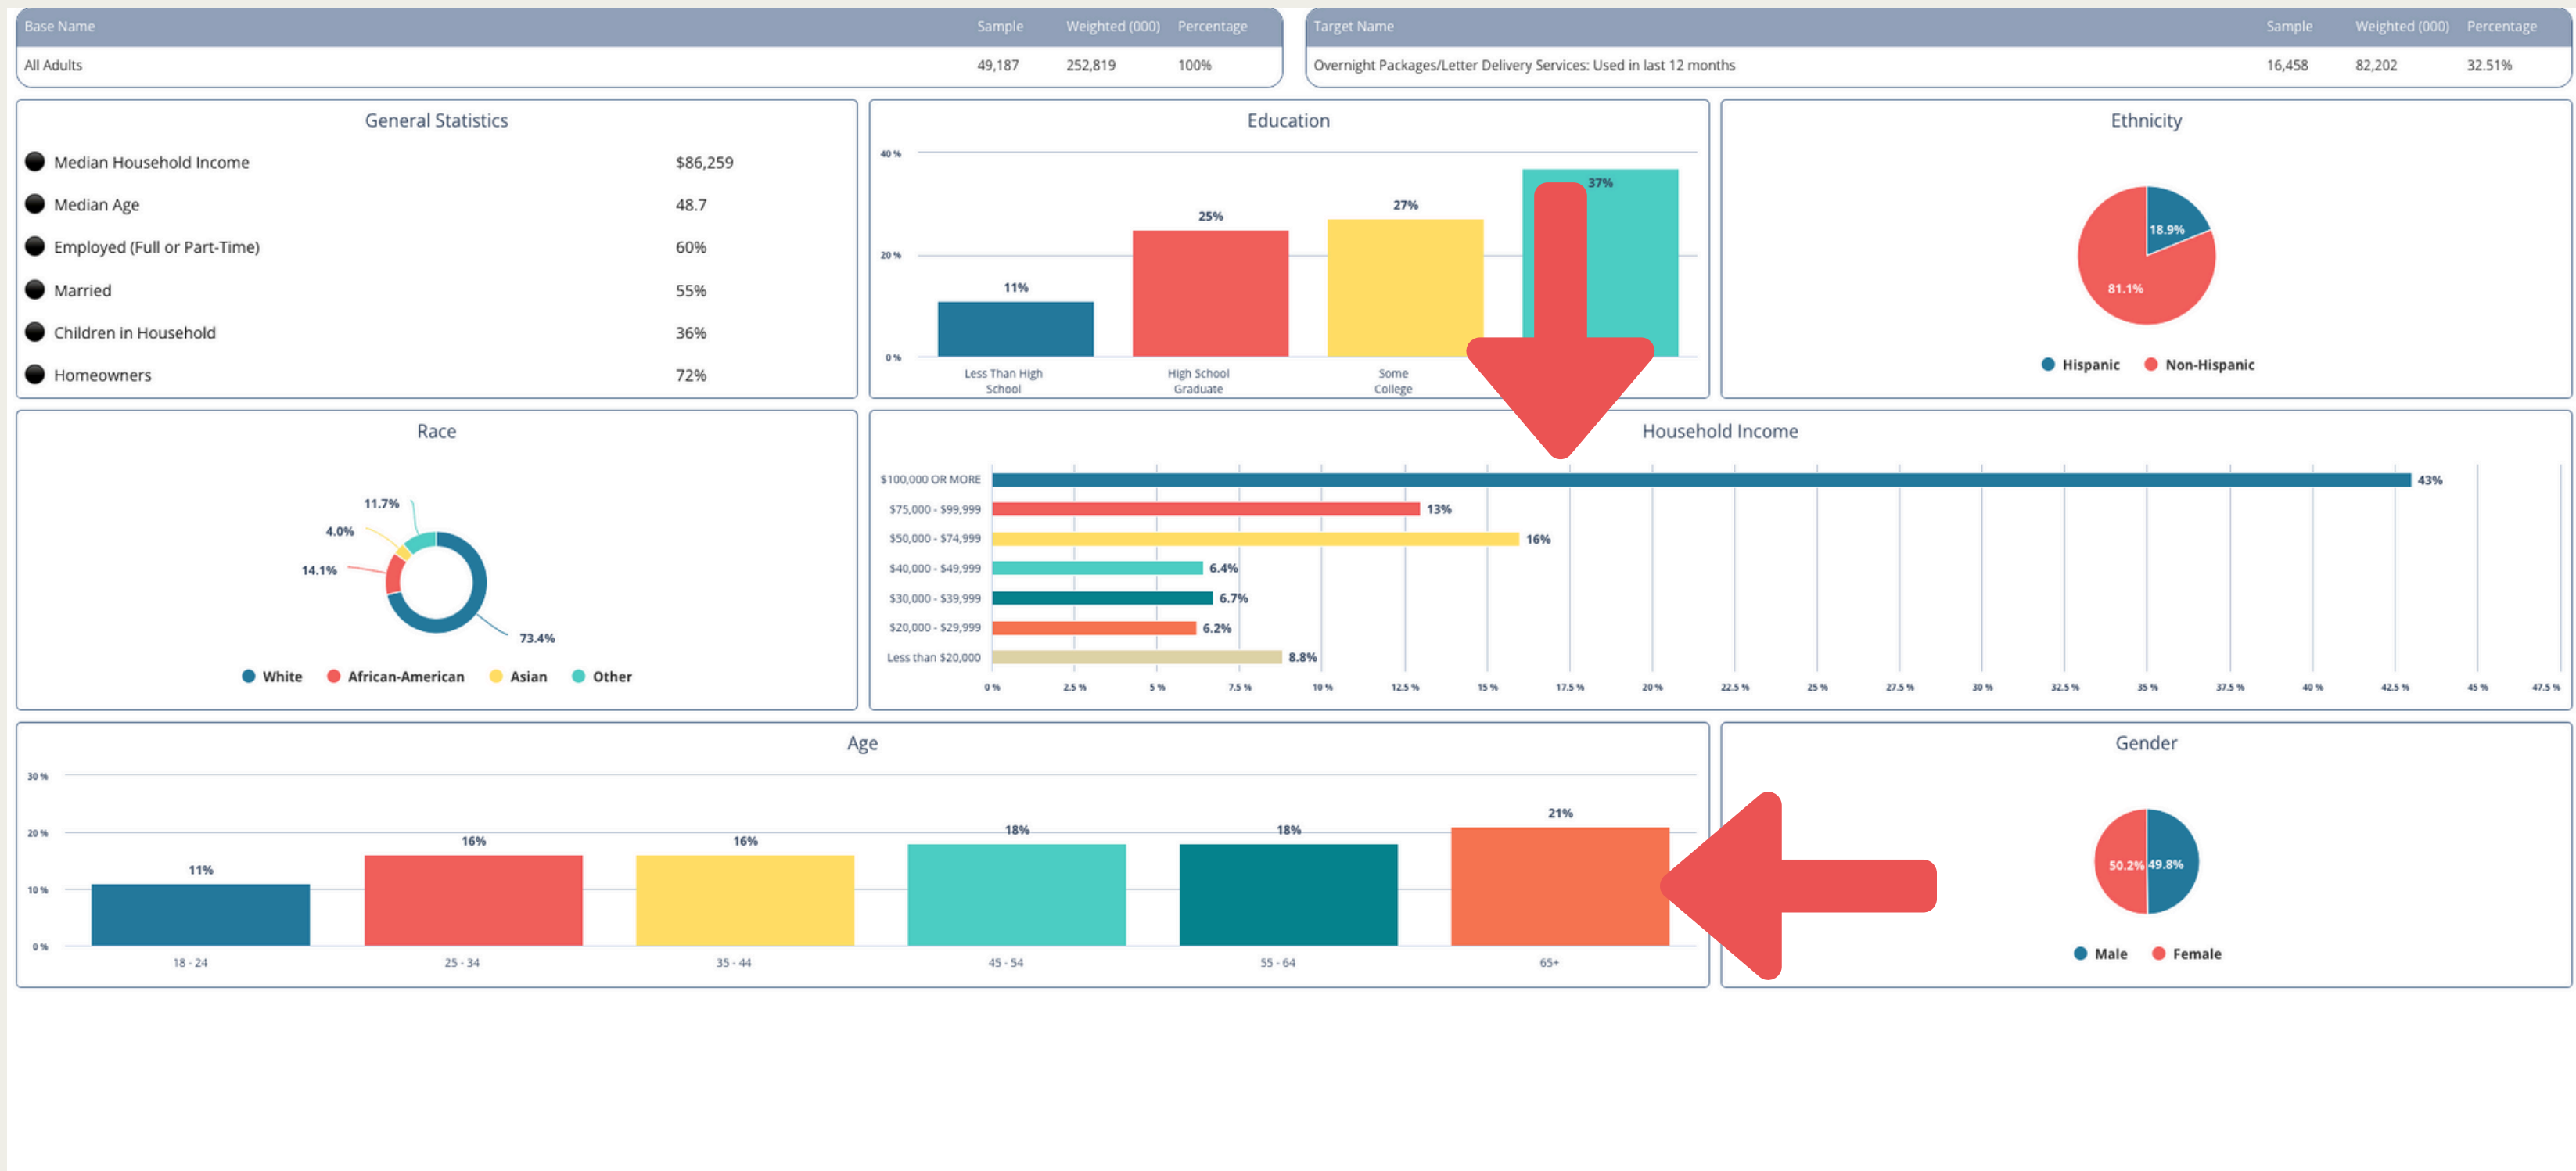 Base Name Sample Weighted (000) Percentage
All Adults 49,187 252,819 100%
Target Name Sample Weighted (000) Percentage
Overnight Packages/Letter Delivery Services: Used in last 12 months 16,458 82,202 32.51%
General Statistics
Median Household Income $86,259
Median Age 48.7
Employed (Full or Part-Time) 60%
Married 55%
Children in Household 36%
Homeowners 72%
Education
40 %
20 %
0 %
11%
25%
27%
37%
Less Than High
School
High School
Graduate
Some
College
Ethnicity
18.9%
81.1%
Hispanic Non-Hispanic
Race
11.7%
4.0%
14.1%
73.4%
White African-American Asian Other
Household Income
$100,000 OR MORE 43%
$75,000 - $99,999 13%
$50,000 - $74,999 16%
$40,000 - $49,999 6.4%
$30,000 - $39,999 6.7%
$20,000 - $29,999 6.2%
Less than $20,000 8.8%
0 % 2.5 % 5 % 7.5 % 10 % 12.5 % 15 % 17.5 % 20 % 22.5 % 25 % 27.5 % 30 % 32.5 % 35 % 37.5 % 40 % 42.5 % 45 % 47.5 %
Age
30 %
20 %
10 %
0 %
11% 16% 16% 18% 18% 21%
18 - 24 25 - 34 35 - 44 45 - 54 55 - 64 65+
Gender
50.2% 49.8%
Male Female